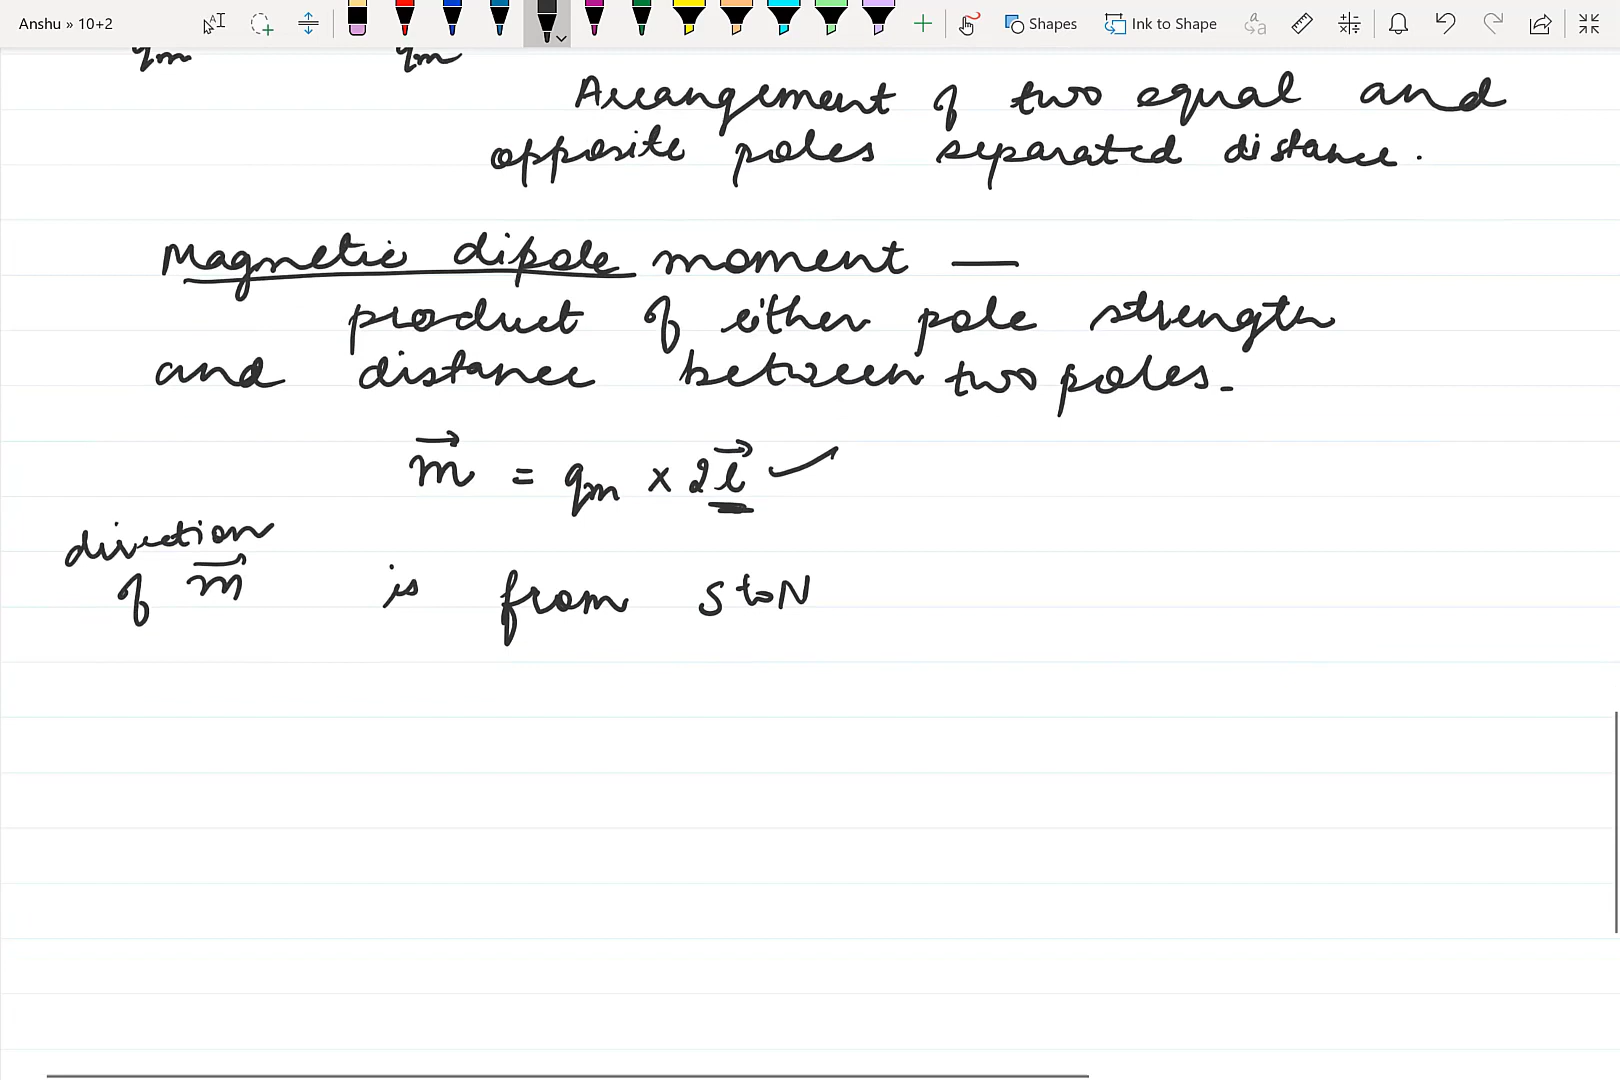 Anshu » 10+2
Shapes
Ink to Shape
qm qm
Arrangement of two equal and
opposite poles separated distance.
Magnetic dipole moment —
product of either pole strength
and distance between two poles.
m⃗ = qm × 2l⃗ ✓
direction
of m⃗ is from S to N